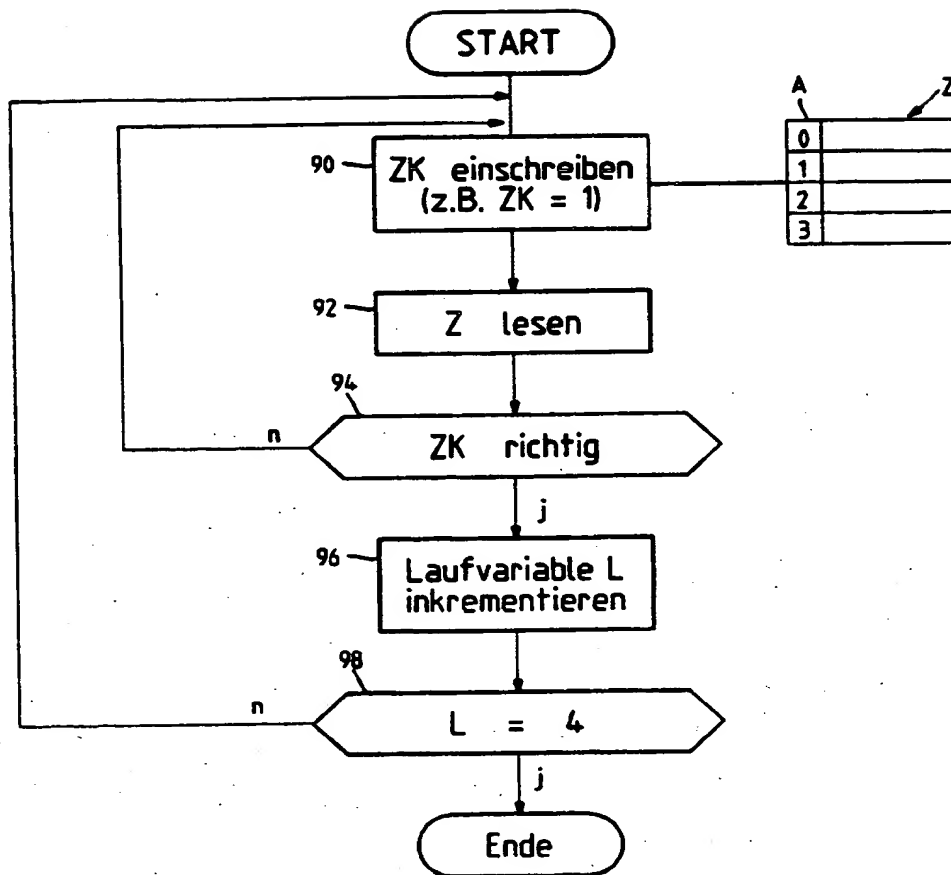 START
A
Z
0
1
2
3
90
ZK einschreiben
(z.B. ZK = 1)
92
Z lesen
94
n
ZK richtig
j
96
Laufvariable L
inkrementieren
98
n
L = 4
j
Ende